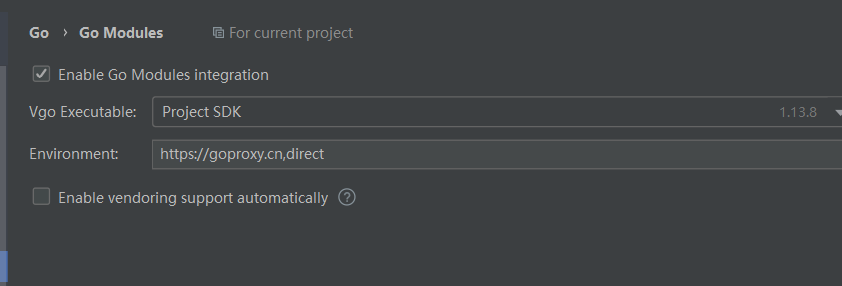 Go › Go Modules For current project
Enable Go Modules integration
Vgo Executable: Project SDK 1.13.8
Environment: https://goproxy.cn,direct
Enable vendoring support automatically ?